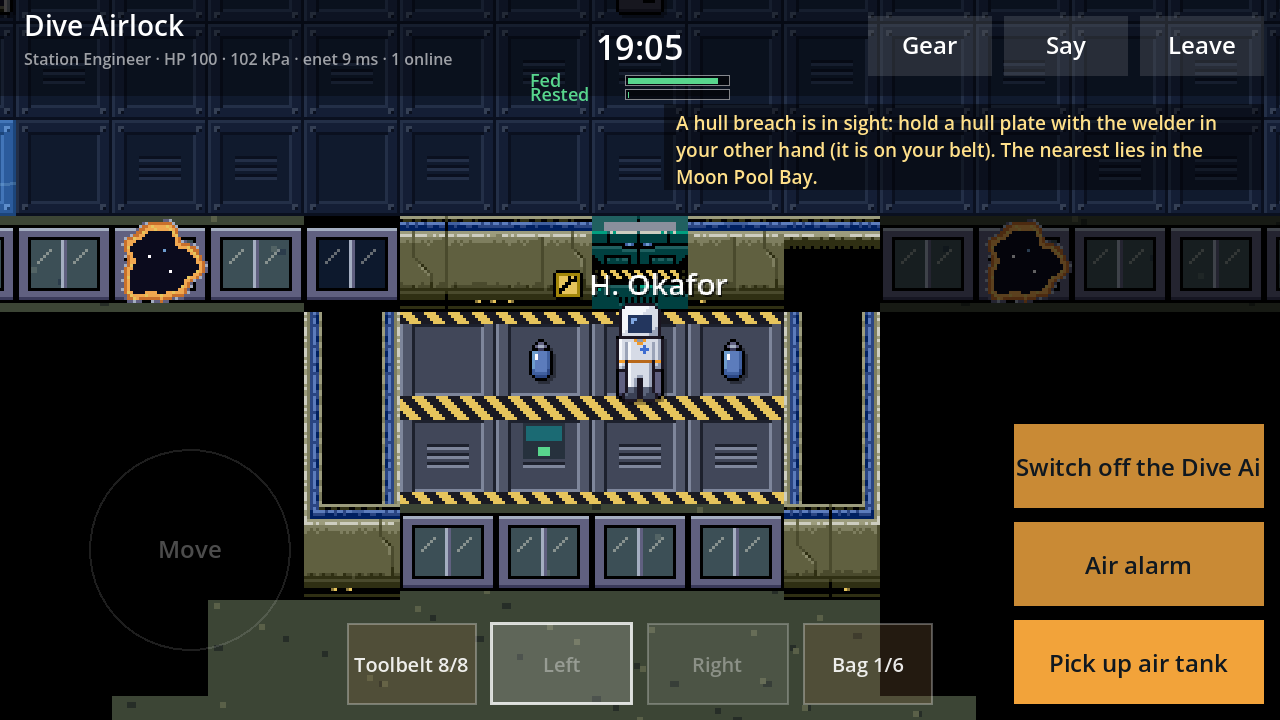 Dive Airlock
Station Engineer · HP 100 · 102 kPa · enet 9 ms · 1 online
19:05
Fed
Rested
Gear
Say
Leave
A hull breach is in sight: hold a hull plate with the welder in
your other hand (it is on your belt). The nearest lies in the
Moon Pool Bay.
H. Okafor
Move
Switch off the Dive Ai
Air alarm
Pick up air tank
Toolbelt 8/8
Left
Right
Bag 1/6